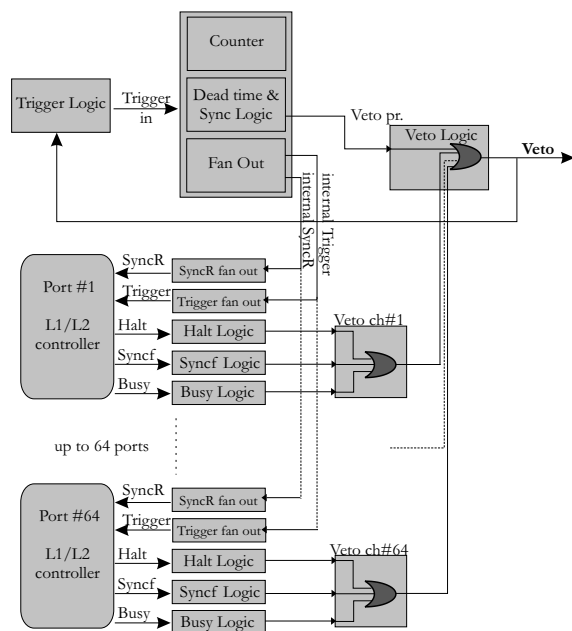 Counter
Trigger Logic
Trigger
in
Dead time &
Sync Logic
Fan Out
Veto pr.
Veto Logic
Veto
internal Trigger
internal SyncR
Port #1
L1/L2
controller
SyncR
SyncR fan out
Trigger
Trigger fan out
Halt
Halt Logic
Syncf
Syncf Logic
Busy
Busy Logic
Veto ch#1
up to 64 ports
Port #64
L1/L2
controller
SyncR
SyncR fan out
Trigger
Trigger fan out
Halt
Halt Logic
Syncf
Syncf Logic
Busy
Busy Logic
Veto ch#64